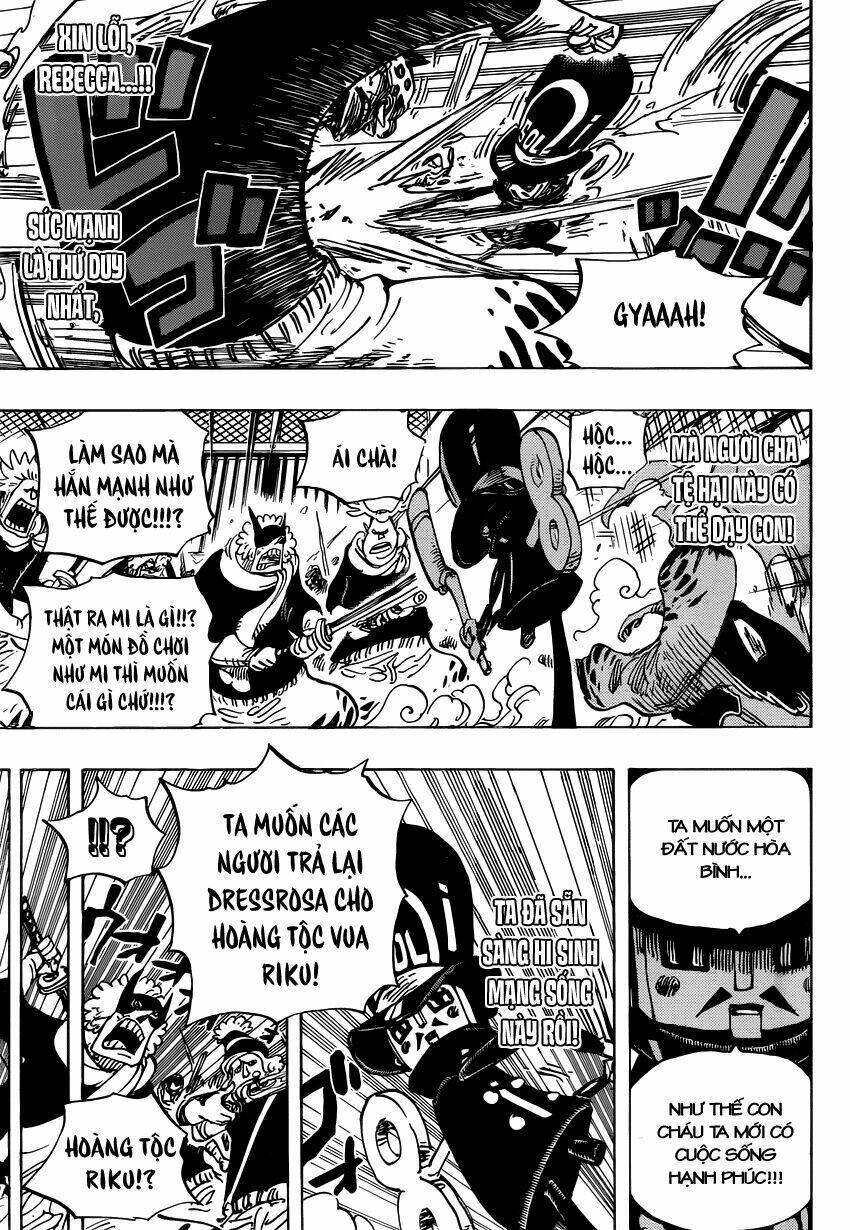 XIN LỖI,
REBECCA...!!
SỨC MẠNH
LÀ THỨ DUY
NHẤT,
GYAAAH!
MÀ NGƯỜI CHA
TỆ HẠI NÀY CÓ
THỂ DẠY CON!
HỘC...
HỘC...
ÁI CHÀ!
LÀM SAO MÀ
HẮN MẠNH NHƯ
THẾ ĐƯỢC!!!?
THẬT RA MI LÀ GÌ!!?
MỘT MÓN ĐỒ CHƠI
NHƯ MI THÌ MUỐN
CÁI GÌ CHỨ!!!?
TA MUỐN MỘT
ĐẤT NƯỚC HÒA
BÌNH...
NHƯ THẾ CON
CHÁU TA MỚI CÓ
CUỘC SỐNG
HẠNH PHÚC!!!
TA ĐÃ SẴN
SÀNG HI SINH
MẠNG SỐNG
NÀY RỒI!
TA MUỐN CÁC
NGƯỜI TRẢ LẠI
DRESSROSA CHO
HOÀNG TỘC VUA
RIKU!
!!?
HOÀNG TỘC
RIKU!?